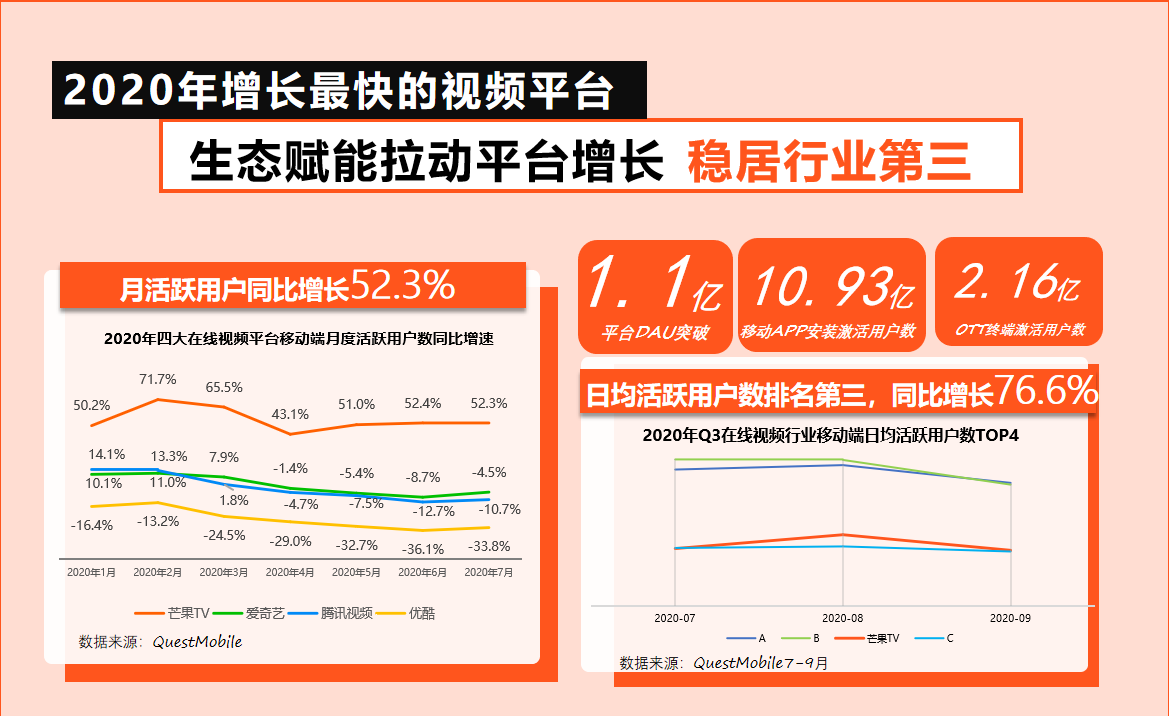 2020年增长最快的视频平台
生态赋能拉动平台增长 稳居行业第三
月活跃用户同比增长52.3%
2020年四大在线视频平台移动端月度活跃用户数同比增速
50.2% 71.7% 65.5% 43.1% 51.0% 52.4% 52.3%
14.1% 13.3% 7.9% -1.4% -5.4% -8.7% -4.5%
10.1% 11.0% 1.8% -4.7% -7.5% -12.7% -10.7%
-16.4% -13.2% -24.5% -29.0% -32.7% -36.1% -33.8%
2020年1月 2020年2月 2020年3月 2020年4月 2020年5月 2020年6月 2020年7月
芒果TV 爱奇艺 腾讯视频 优酷
数据来源：QuestMobile
1.1亿
平台DAU突破
10.93亿
移动APP安装激活用户数
2.16亿
OTT终端激活用户数
日均活跃用户数排名第三，同比增长76.6%
2020年Q3在线视频行业移动端日均活跃用户数TOP4
2020-07 2020-08 2020-09
A B 芒果TV C
数据来源：QuestMobile7-9月